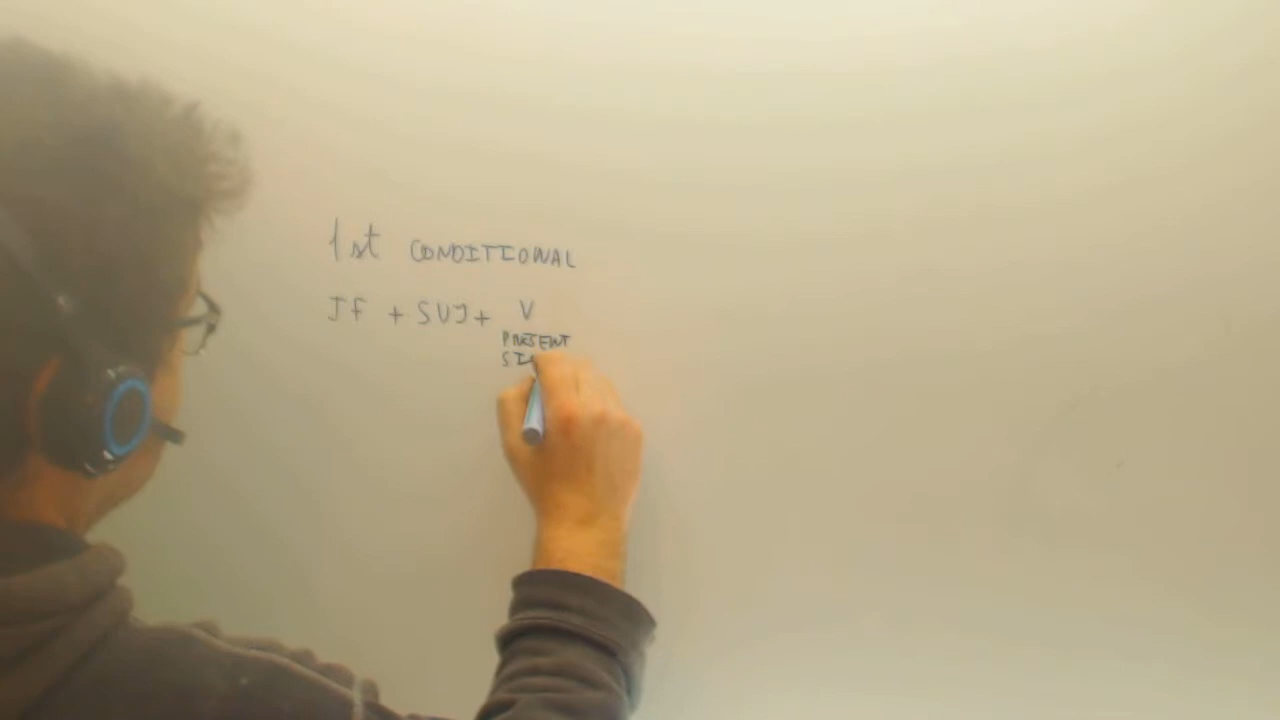 1st CONDITIONAL
IF + SUJ + V
PRESENT